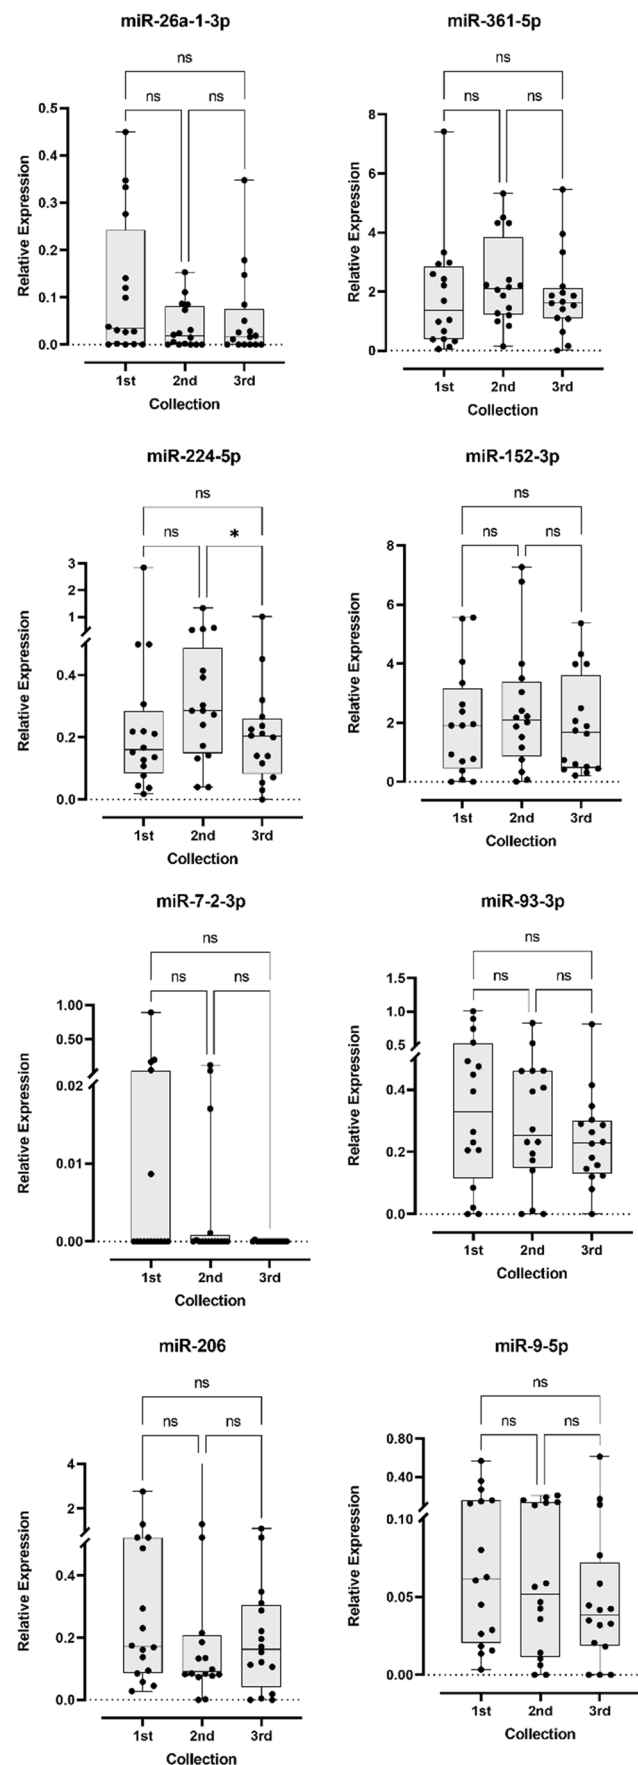 miR-26a-1-3p
ns
ns ns
0.5
0.4
0.3
0.2
0.1
0.0
Relative Expression
1st 2nd 3rd
Collection
miR-361-5p
ns
ns ns
8
6
4
2
0
Relative Expression
1st 2nd 3rd
Collection
miR-224-5p
ns
ns *
3
2
1
0.4
0.2
0.0
Relative Expression
1st 2nd 3rd
Collection
miR-152-3p
ns
ns ns
8
6
4
2
0
Relative Expression
1st 2nd 3rd
Collection
miR-7-2-3p
ns
ns ns
1.00
0.50
0.02
0.01
0.00
Relative Expression
1st 2nd 3rd
Collection
miR-93-3p
ns
ns ns
1.5
1.0
0.5
0.4
0.2
0.0
Relative Expression
1st 2nd 3rd
Collection
miR-206
ns
ns ns
4
2
0.4
0.2
0.0
Relative Expression
1st 2nd 3rd
Collection
miR-9-5p
ns
ns ns
0.80
0.40
0.10
0.05
0.00
Relative Expression
1st 2nd 3rd
Collection